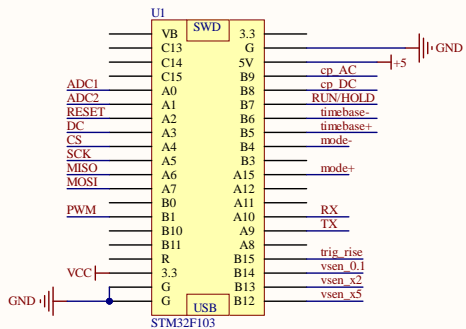 U1
SWD
VB 3.3
C13 G GND
C14 5V +5
C15 B9 cp_AC
ADC1 A0 B8 cp_DC
ADC2 A1 B7 RUN/HOLD
RESET A2 B6 timebase-
DC A3 B5 timebase+
CS A4 B4 mode-
SCK A5 B3
MISO A6 A15 mode+
MOSI A7 A12
B0 A11
PWM B1 A10 RX
B10 A9 TX
B11 A8
R B15 trig_rise
VCC 3.3 B14 vsen_0.1
G B13 vsen_x2
GND G B12 vsen_x5
USB
STM32F103